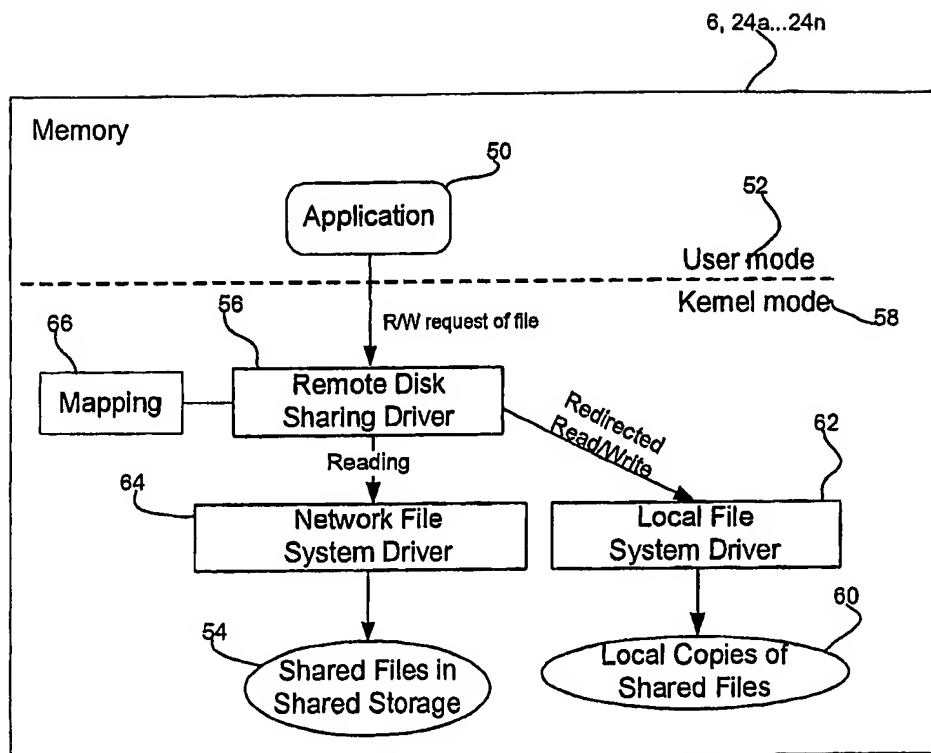 6, 24a...24n
Memory
50
Application
52
User mode
Kernel mode
58
R/W request of file
66
56
Mapping
Remote Disk
Sharing Driver
Redirected
Read/Write
62
Reading
64
Network File
System Driver
Local File
System Driver
54
60
Shared Files in
Shared Storage
Local Copies of
Shared Files